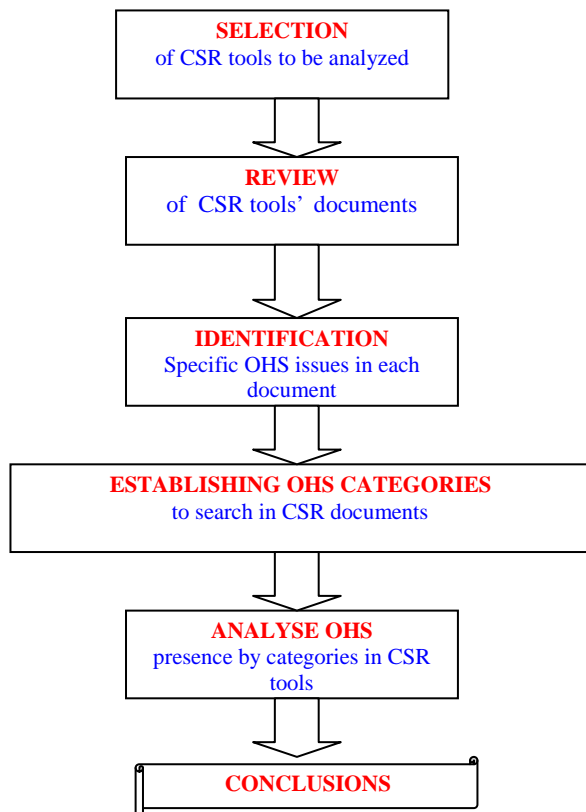 SELECTION
of CSR tools to be analyzed
REVIEW
of CSR tools’ documents
IDENTIFICATION
Specific OHS issues in each
document
ESTABLISHING OHS CATEGORIES
to search in CSR documents
ANALYSE OHS
presence by categories in CSR
tools
CONCLUSIONS